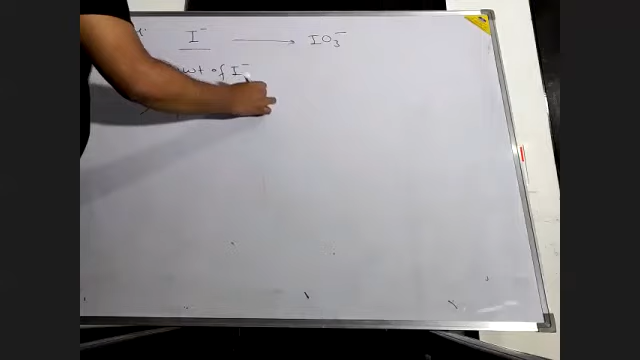 I⁻ ⟶ IO₃⁻
wt of I⁻